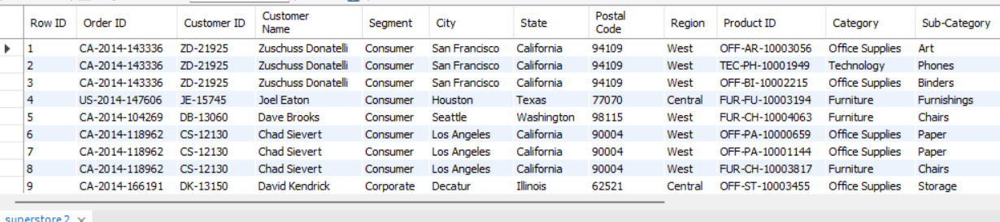 Row ID Order ID Customer ID Customer Name Segment City State Postal Code Region Product ID Category Sub-Category
1 CA-2014-143336 ZD-21925 Zuschuss Donatelli Consumer San Francisco California 94109 West OFF-AR-10003056 Office Supplies Art
2 CA-2014-143336 ZD-21925 Zuschuss Donatelli Consumer San Francisco California 94109 West TEC-PH-10001949 Technology Phones
3 CA-2014-143336 ZD-21925 Zuschuss Donatelli Consumer San Francisco California 94109 West OFF-BI-10002215 Office Supplies Binders
4 US-2014-147606 JE-15745 Joel Eaton Consumer Houston Texas 77070 Central FUR-FU-10003194 Furniture Furnishings
5 CA-2014-104269 DB-13060 Dave Brooks Consumer Seattle Washington 98115 West FUR-CH-10004063 Furniture Chairs
6 CA-2014-118962 CS-12130 Chad Sievert Consumer Los Angeles California 90004 West OFF-PA-10000659 Office Supplies Paper
7 CA-2014-118962 CS-12130 Chad Sievert Consumer Los Angeles California 90004 West OFF-PA-10001144 Office Supplies Paper
8 CA-2014-118962 CS-12130 Chad Sievert Consumer Los Angeles California 90004 West FUR-CH-10003817 Furniture Chairs
9 CA-2014-166191 DK-13150 David Kendrick Corporate Decatur Illinois 62521 Central OFF-ST-10003455 Office Supplies Storage
superstore 2